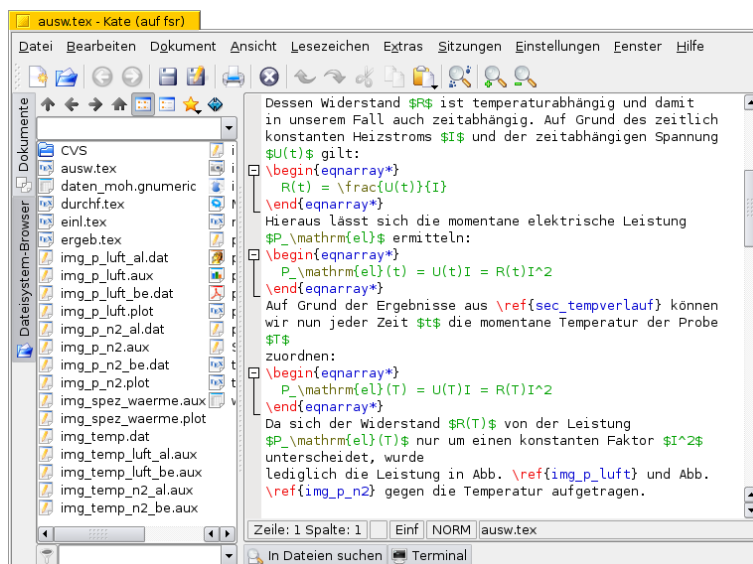 ausw.tex - Kate (auf fsr)
Datei Bearbeiten Dokument Ansicht Lesezeichen Extras Sitzungen Einstellungen Fenster Hilfe
Dokumente
Dateisystem-Browser
CVS
ausw.tex
daten_moh.gnumeric
durchf.tex
einl.tex
ergeb.tex
img_p_luft_al.dat
img_p_luft.aux
img_p_luft_be.dat
img_p_luft.plot
img_p_n2_al.dat
img_p_n2.aux
img_p_n2_be.dat
img_p_n2.plot
img_spez_waerme.aux
img_spez_waerme.plot
img_temp.dat
img_temp_luft_al.aux
img_temp_luft_be.aux
img_temp_n2_al.aux
img_temp_n2_be.aux
Dessen Widerstand $R$ ist temperaturabhängig und damit
in unserem Fall auch zeitabhängig. Auf Grund des zeitlich
konstanten Heizstroms $I$ und der zeitabhängigen Spannung
$U(t)$ gilt:
\begin{eqnarray*}
R(t) = \frac{U(t)}{I}
\end{eqnarray*}
Hieraus lässt sich die momentane elektrische Leistung
$P_\mathrm{el}$ ermitteln:
\begin{eqnarray*}
P_\mathrm{el}(t) = U(t)I = R(t)I^2
\end{eqnarray*}
Auf Grund der Ergebnisse aus \ref{sec_tempverlauf} können
wir nun jeder Zeit $t$ die momentane Temperatur der Probe
$T$
zuordnen:
\begin{eqnarray*}
P_\mathrm{el}(T) = U(T)I = R(T)I^2
\end{eqnarray*}
Da sich der Widerstand $R(T)$ von der Leistung
$P_\mathrm{el}(T)$ nur um einen konstanten Faktor $I^2$
unterscheidet, wurde
lediglich die Leistung in Abb. \ref{img_p_luft} und Abb.
\ref{img_p_n2} gegen die Temperatur aufgetragen.
Zeile: 1 Spalte: 1 Einf NORM ausw.tex
In Dateien suchen Terminal